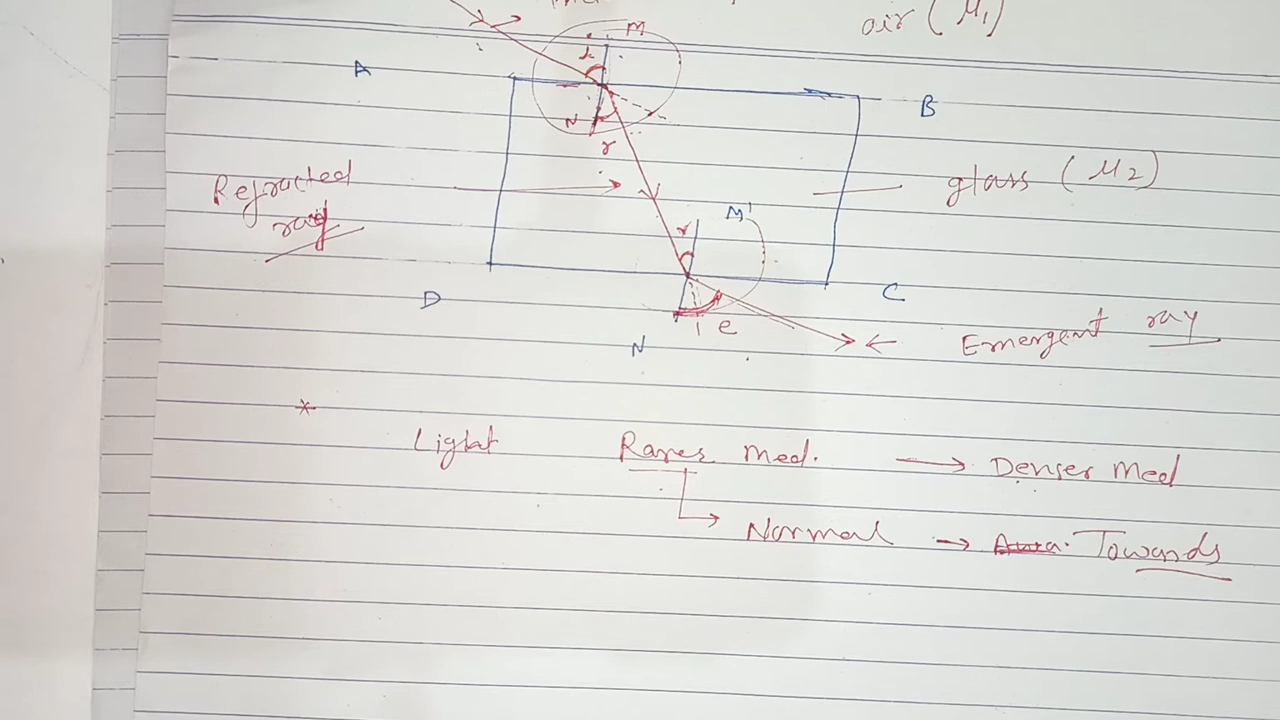 air (μ₁)
M
i
A
B
N
r
Refracted
ray
glass (μ₂)
M'
r
D
C
e
N
Emergent ray
*
Light Rarer med. → Denser Med
Normal → Towards